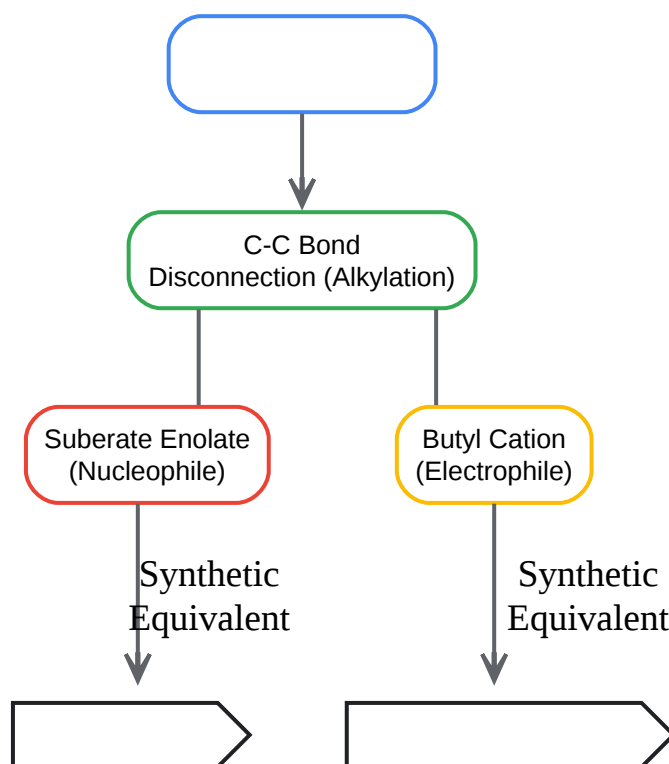 C-C Bond
Disconnection (Alkylation)
Suberate Enolate
(Nucleophile)
Butyl Cation
(Electrophile)
Synthetic
Equivalent
Synthetic
Equivalent